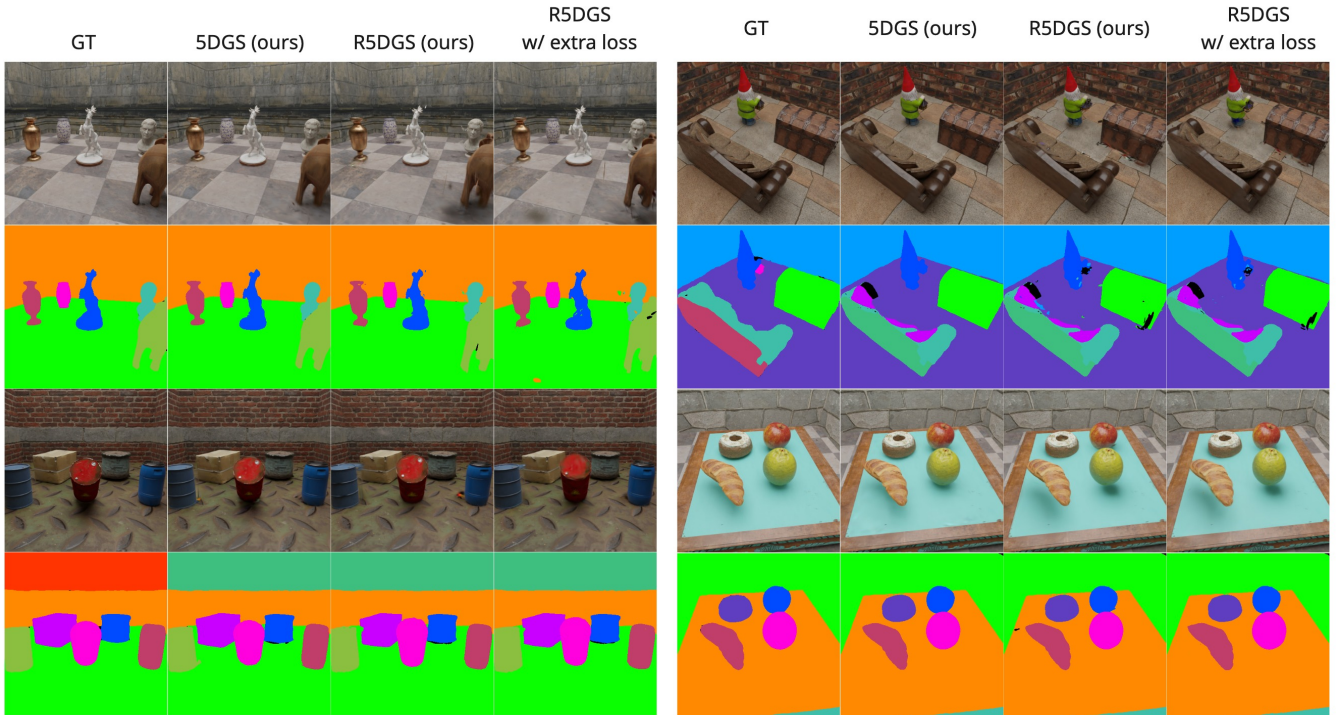 GT
5DGS (ours)
R5DGS (ours)
R5DGS
w/ extra loss
GT
5DGS (ours)
R5DGS (ours)
R5DGS
w/ extra loss